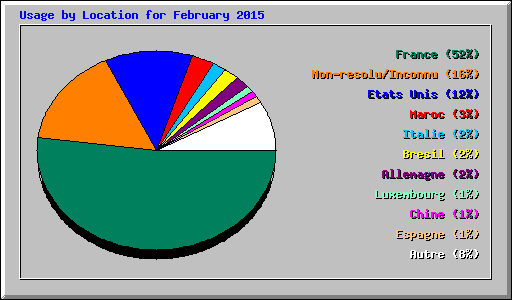 Usage by Location for February 2015
France (52%)
Non-resolu/Inconnu (16%)
Etats Unis (12%)
Maroc (3%)
Italie (2%)
Bresil (2%)
Allemagne (2%)
Luxembourg (1%)
Chine (1%)
Espagne (1%)
Autre (8%)